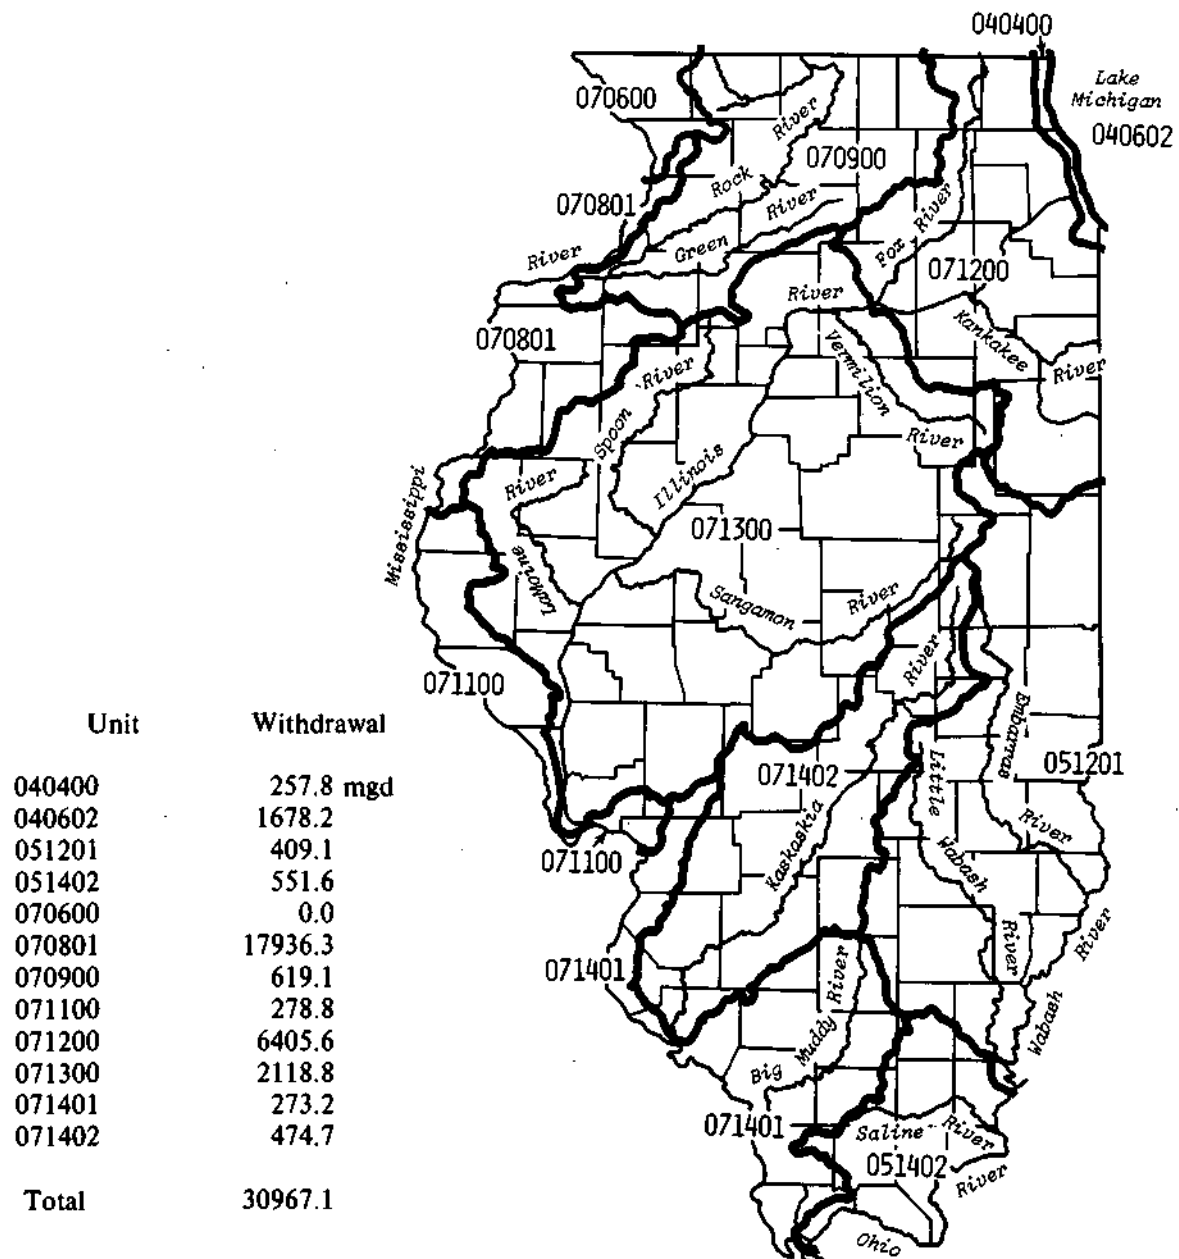 040400
Lake
Michigan
040602
070600
River
070900
Rock
070801
River
River
Green
Fox River
071200
River
070801
Kankakee
River
Vermilion
River
River
Spoon
River
Illinois
Mississippi
071300
LaMoine
Sangamon
River
River
071100
Embarras
051201
071402
Little
Kaskaskia
River
Wabash
071100
River
River
071401
River
Wabash
Big Muddy
071401
Saline River
051402
River
Ohio
Unit Withdrawal
040400 257.8 mgd
040602 1678.2
051201 409.1
051402 551.6
070600 0.0
070801 17936.3
070900 619.1
071100 278.8
071200 6405.6
071300 2118.8
071401 273.2
071402 474.7
Total 30967.1